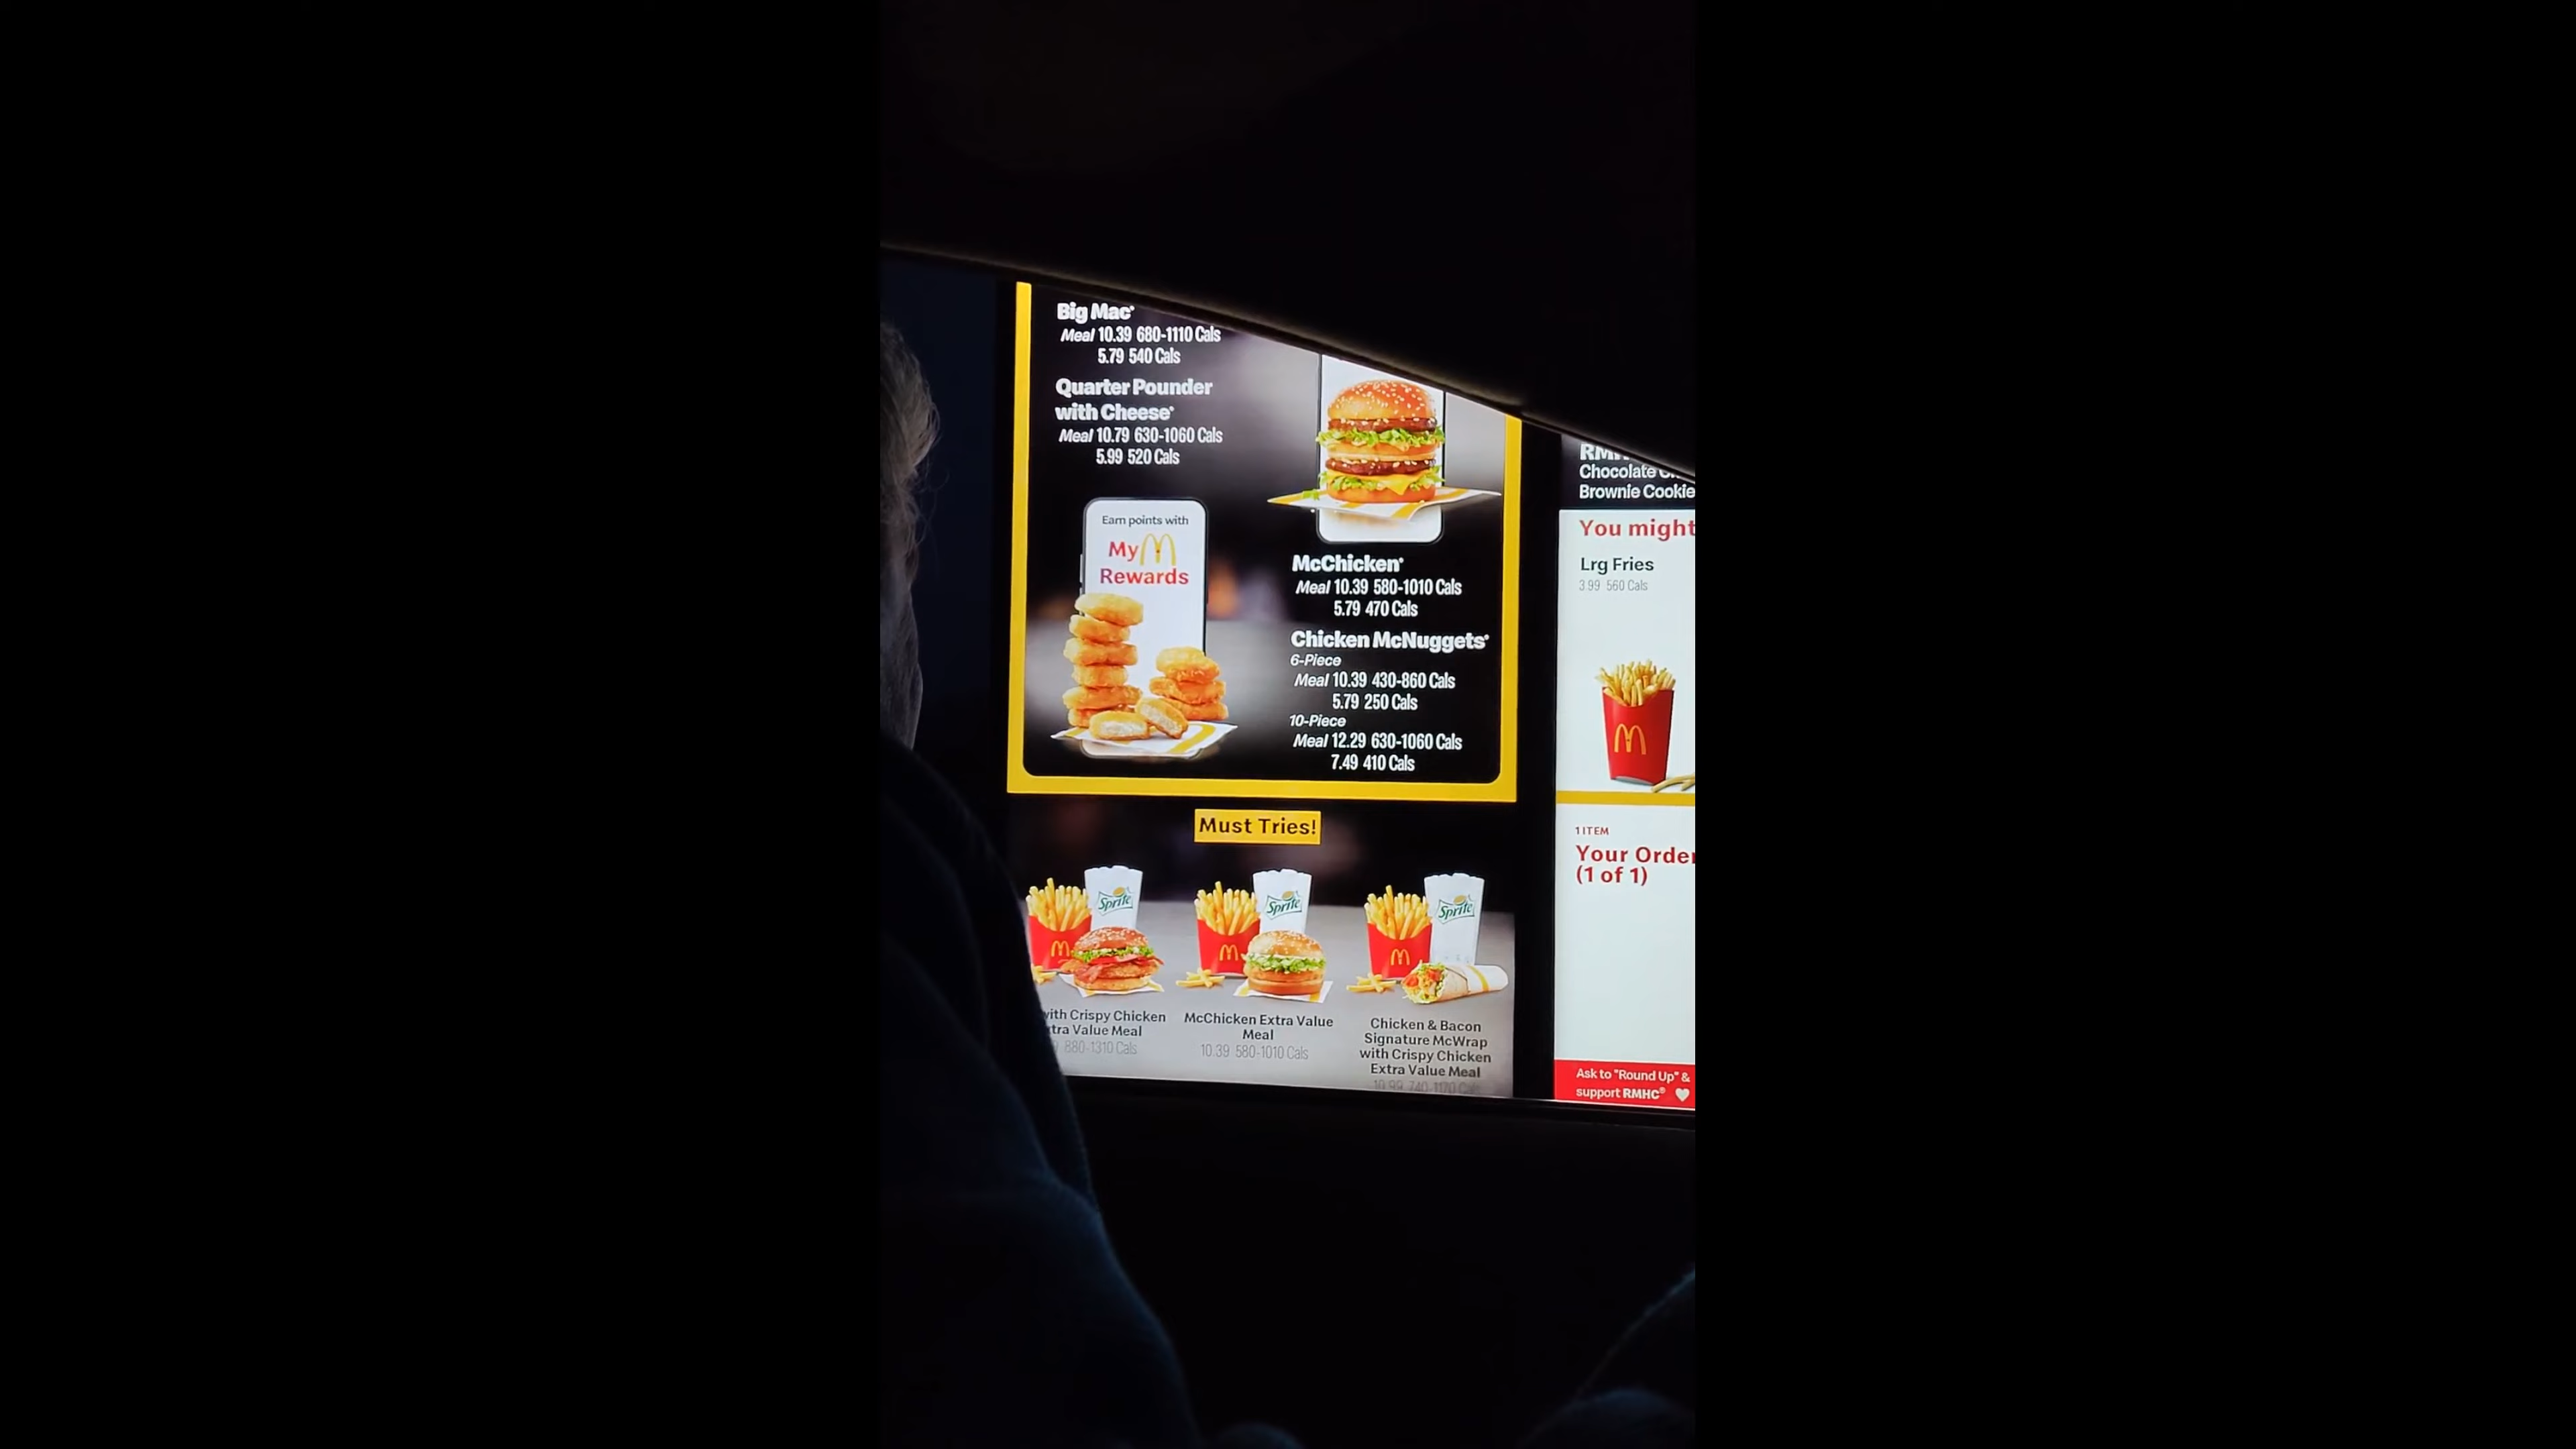 Big Mac®
Meal 10.39 680-1110 Cals
5.79 540 Cals
Quarter Pounder
with Cheese®
Meal 10.79 630-1060 Cals
5.99 520 Cals
Earn points with
My
Rewards
McChicken®
Meal 10.39 580-1010 Cals
5.79 470 Cals
Chicken McNuggets®
6-Piece
Meal 10.39 430-860 Cals
5.79 250 Cals
10-Piece
Meal 12.29 630-1060 Cals
7.49 410 Cals
Must Tries!
Sprite
Sprite
Sprite
with Crispy Chicken
Value Meal
880-1310 Cals
McChicken Extra Value
Meal
10.39 580-1010 Cals
Chicken & Bacon
Signature McWrap
with Crispy Chicken
Extra Value Meal
10.99 740-1170 Cals
Chocolate
Brownie Cookie
You might
Lrg Fries
3.99 560 Cals
1 ITEM
Your Order
(1 of 1)
Ask to "Round Up" &
support RMHC®